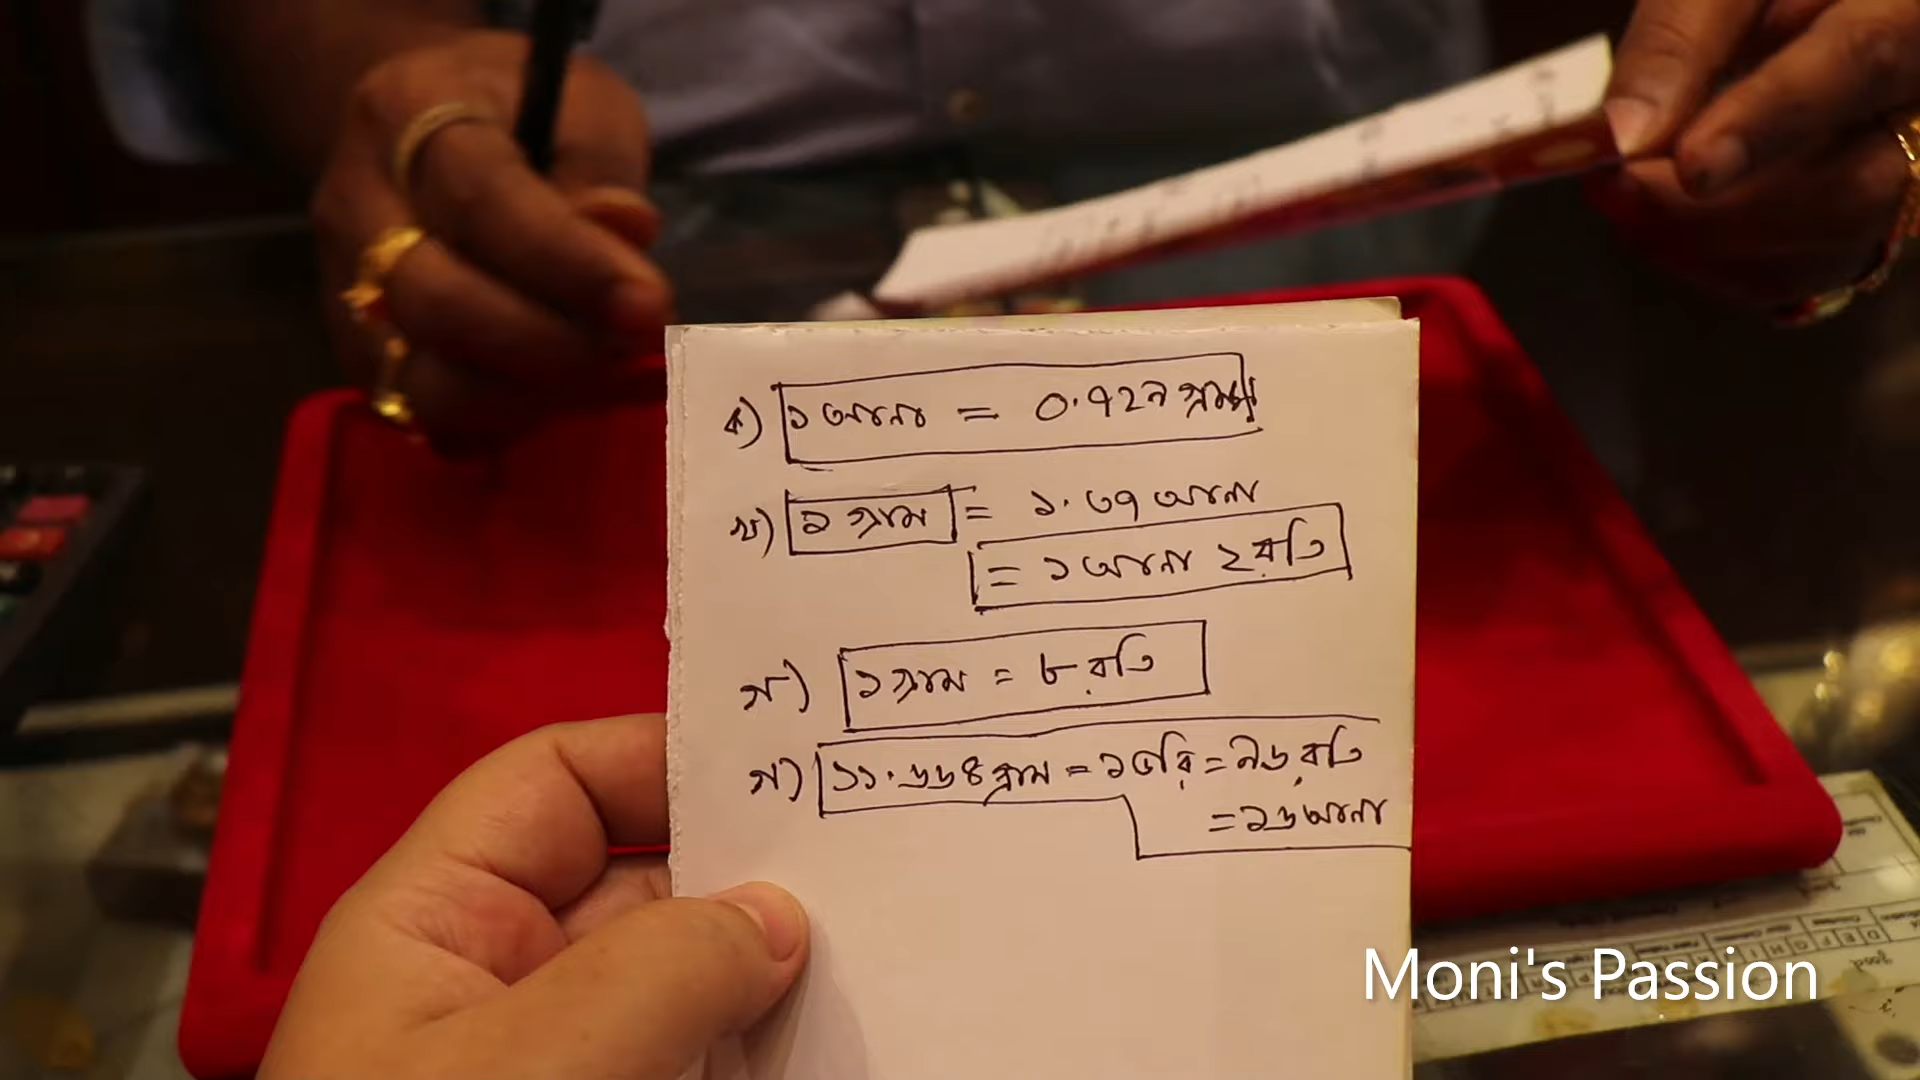 ক) ১ আনা = ০.৭২৯ গ্রাম
খ) ১ গ্রাম = ১.৩৭ আনা
= ১ আনা ২ রতি
গ) ১ গ্রাম = ৮ রতি
গ) ১১.৬৬৪ গ্রাম = ১ ভরি = ৯৬ রতি
= ১৬ আনা
Moni's Passion